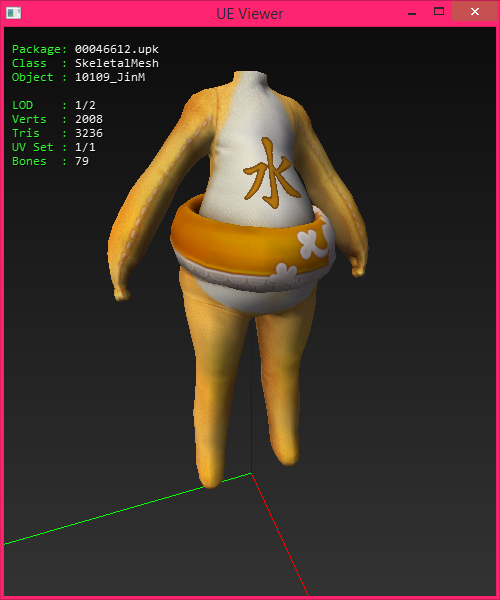 UE Viewer
Package: 00046612.upk
Class : SkeletalMesh
Object : 10109_JinM
LOD : 1/2
Verts : 2008
Tris : 3236
UV Set : 1/1
Bones : 79
水